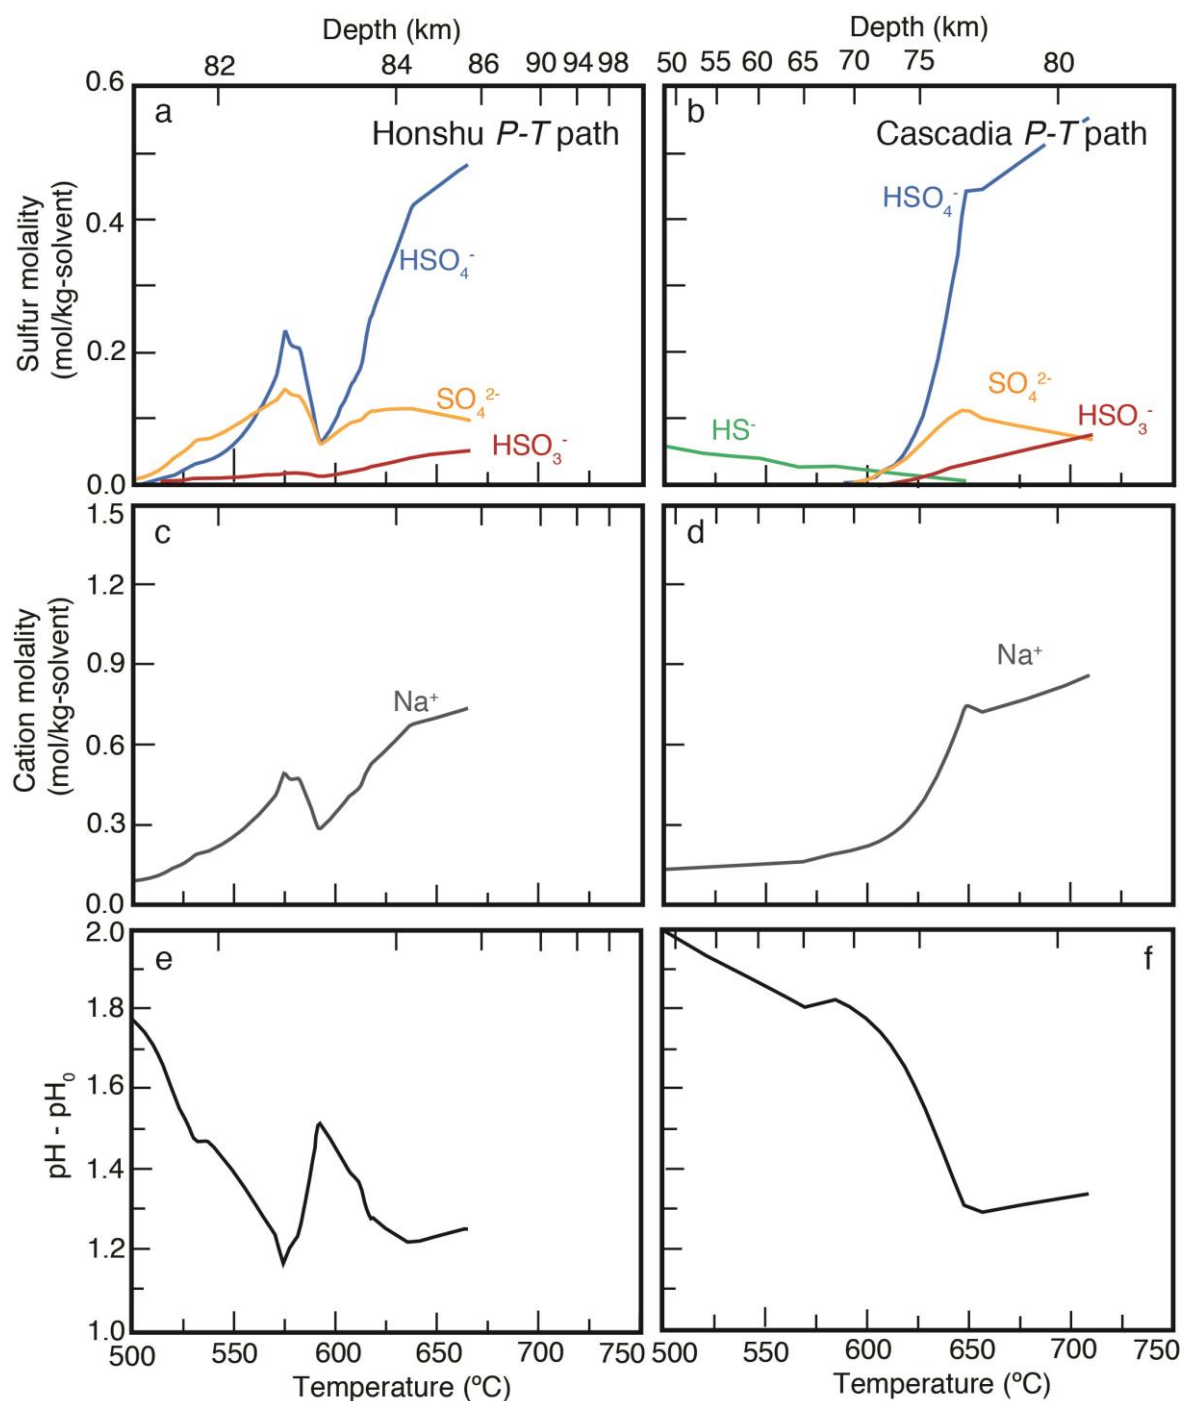 Depth (km)
82 84 86 90 94 98
Depth (km)
50 55 60 65 70 75 80
a
Honshu P-T path
b
Cascadia P-T path
Sulfur molality
(mol/kg-solvent)
0.6
0.4
0.2
0.0
HSO₄⁻
SO₄²⁻
HSO₃⁻
HSO₄⁻
SO₄²⁻
HSO₃⁻
HS⁻
c
d
Cation molality
(mol/kg-solvent)
1.5
1.2
0.9
0.6
0.3
0.0
Na⁺
Na⁺
e
f
pH - pH₀
2.0
1.8
1.6
1.4
1.2
1.0
500 550 600 650 700 750
Temperature (ºC)
500 550 600 650 700 750
Temperature (ºC)